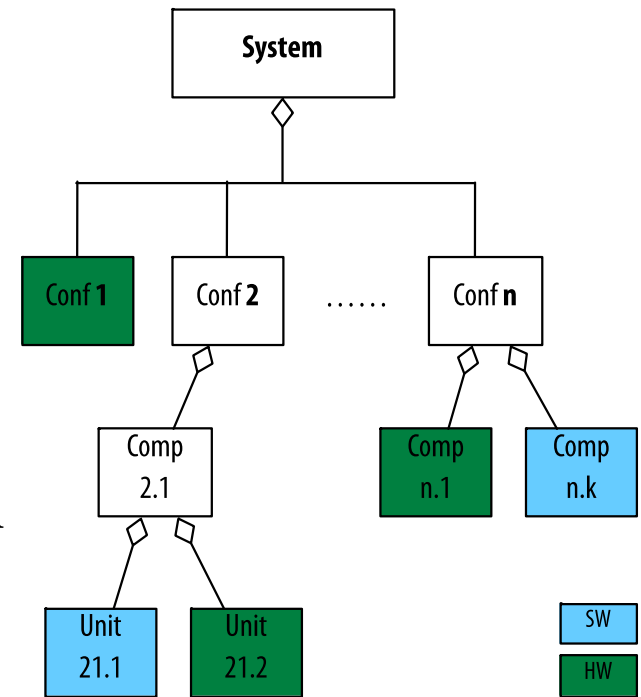 System
Conf 1
Conf 2
......
Conf n
Comp
2.1
Comp
n.1
Comp
n.k
Unit
21.1
Unit
21.2
SW
HW